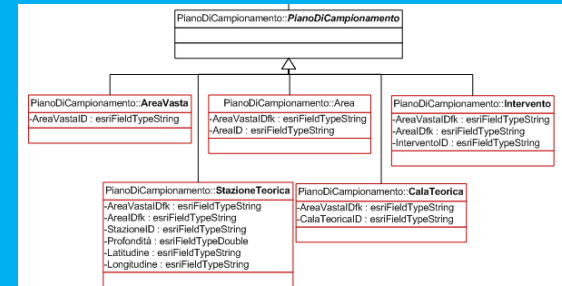 PianoDiCampionamento::PianoDiCampionamento
PianoDiCampionamento::AreaVasta
-AreaVastaID : esriFieldTypeString
PianoDiCampionamento::Area
-AreaVastaIDfk : esriFieldTypeString
-AreaID : esriFieldTypeString
PianoDiCampionamento::Intervento
-AreaVastaIDfk : esriFieldTypeString
-AreaIDfk : esriFieldTypeString
-InterventoID : esriFieldTypeString
PianoDiCampionamento::StazioneTeorica
-AreaVastaIDfk : esriFieldTypeString
-AreaIDfk : esriFieldTypeString
-StazioneID : esriFieldTypeString
-Profondità : esriFieldTypeDouble
-Latitudine : esriFieldTypeString
-Longitudine : esriFieldTypeString
PianoDiCampionamento::CalaTeorica
-AreaVastaIDfk : esriFieldTypeString
-CalaTeoricaID : esriFieldTypeString